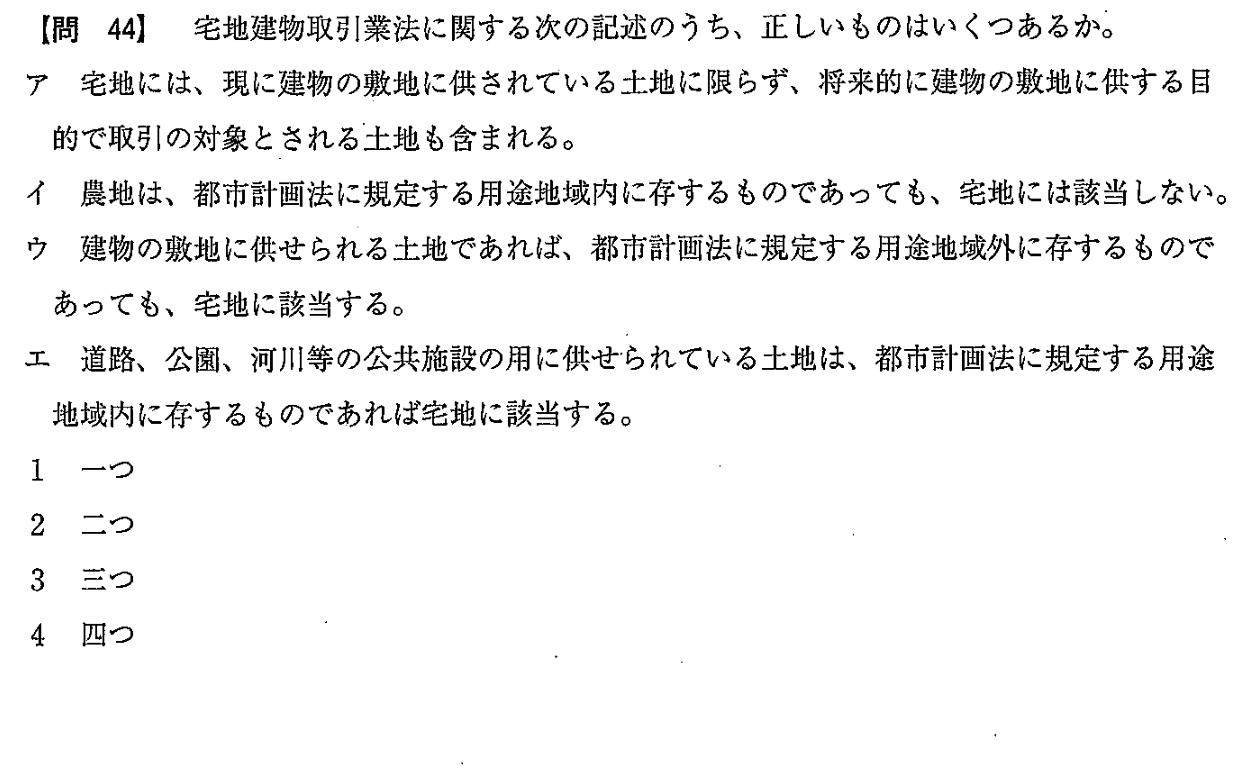 【問 44】 宅地建物取引業法に関する次の記述のうち、正しいものはいくつあるか。
ア 宅地には、現に建物の敷地に供されている土地に限らず、将来的に建物の敷地に供する目
的で取引の対象とされる土地も含まれる。
イ 農地は、都市計画法に規定する用途地域内に存するものであっても、宅地には該当しない。
ウ 建物の敷地に供せられる土地であれば、都市計画法に規定する用途地域外に存するもので
あっても、宅地に該当する。
エ 道路、公園、河川等の公共施設の用に供せられている土地は、都市計画法に規定する用途
地域内に存するものであれば宅地に該当する。
1 一つ
2 二つ
3 三つ
4 四つ